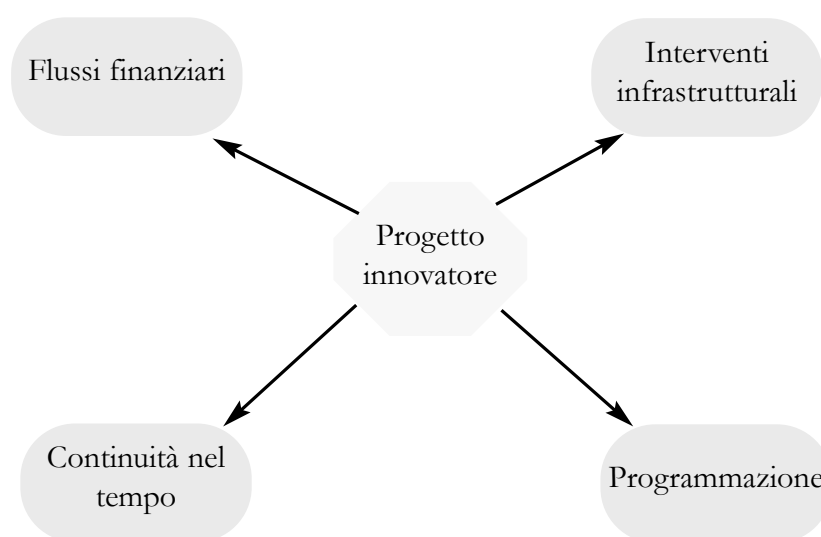 Flussi finanziari
Interventi
infrastrutturali
Progetto
innovatore
Continuità nel
tempo
Programmazione